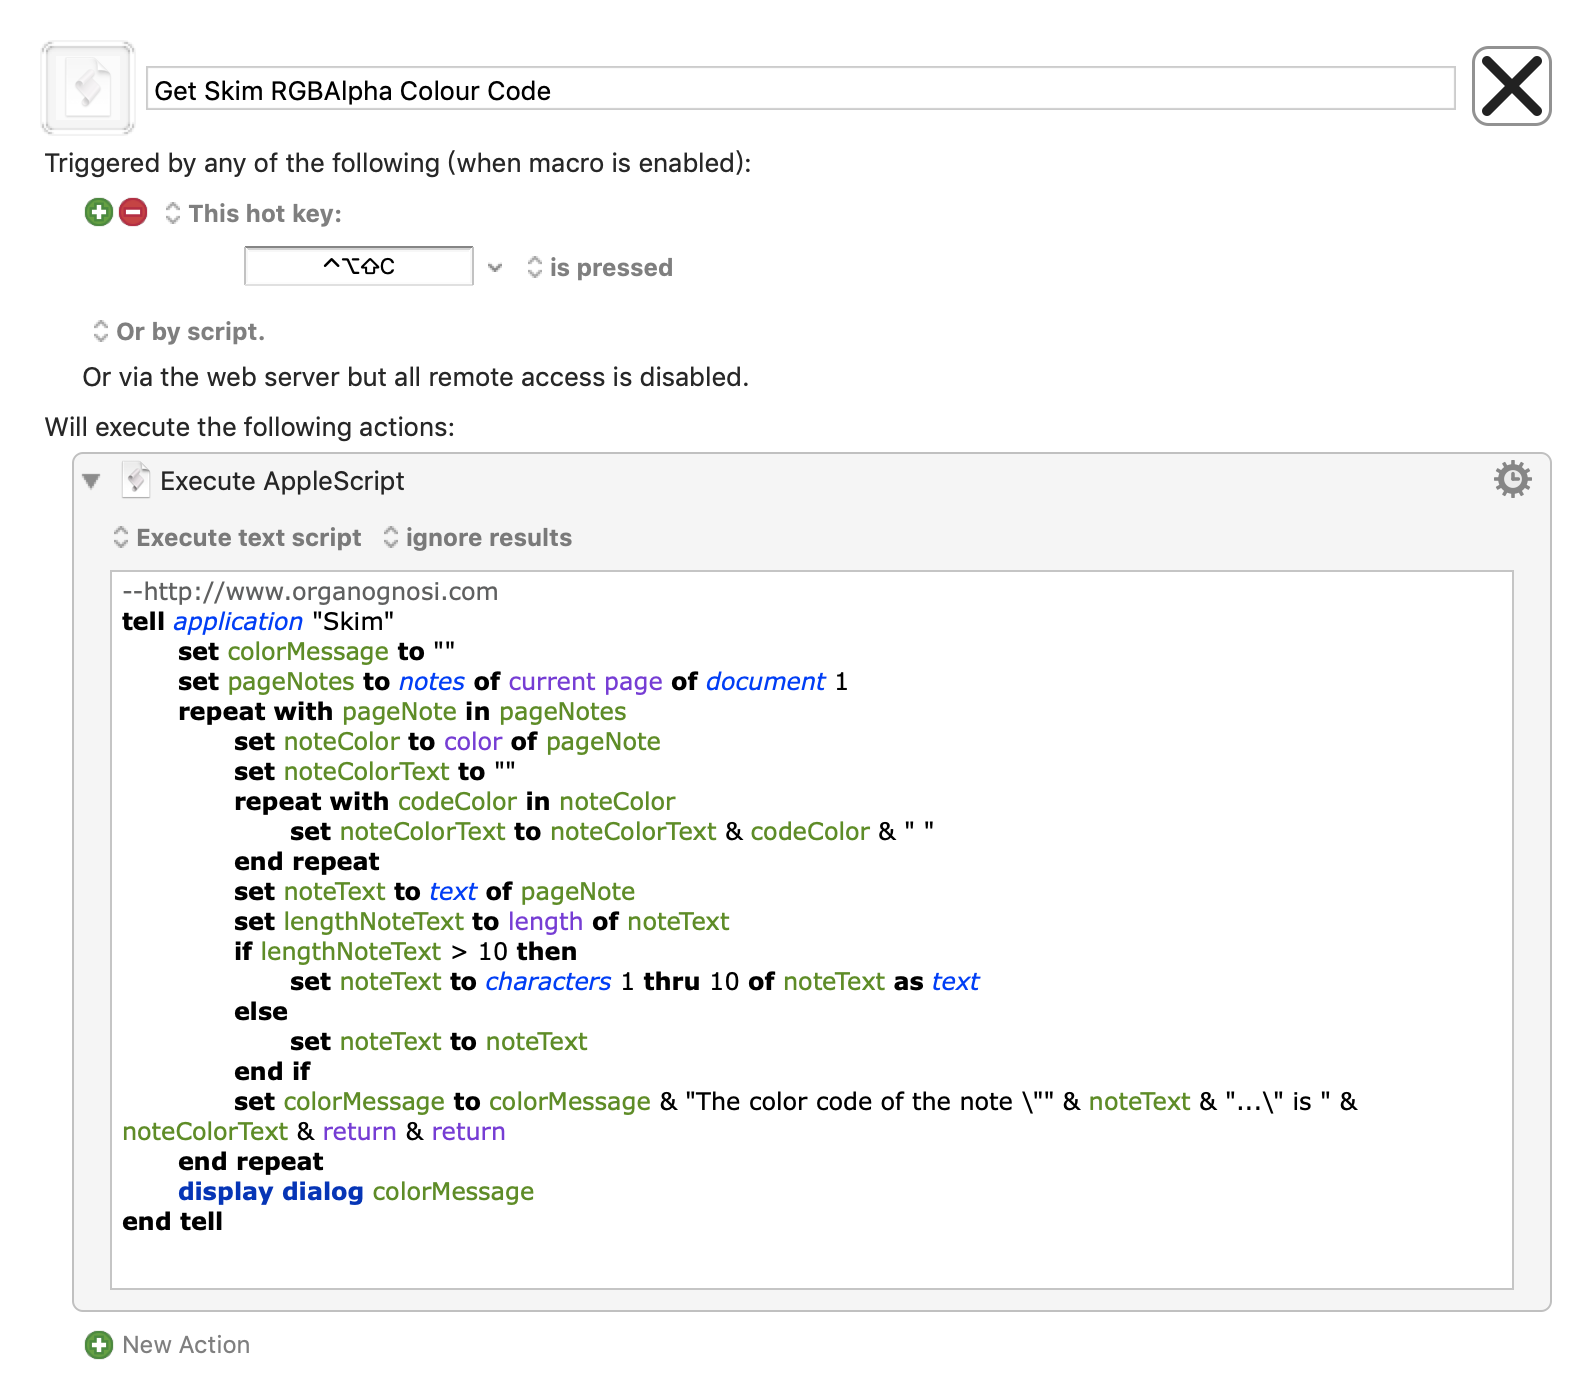 Get Skim RGBAlpha Colour Code
Triggered by any of the following (when macro is enabled):
This hot key:
^⌥⇧C is pressed
Or by script.
Or via the web server but all remote access is disabled.
Will execute the following actions:
Execute AppleScript
Execute text script ignore results
--http://www.organognosi.com
tell application "Skim"
set colorMessage to ""
set pageNotes to notes of current page of document 1
repeat with pageNote in pageNotes
set noteColor to color of pageNote
set noteColorText to ""
repeat with codeColor in noteColor
set noteColorText to noteColorText & codeColor & " "
end repeat
set noteText to text of pageNote
set lengthNoteText to length of noteText
if lengthNoteText > 10 then
set noteText to characters 1 thru 10 of noteText as text
else
set noteText to noteText
end if
set colorMessage to colorMessage & "The color code of the note \"" & noteText & "...\" is " &
noteColorText & return & return
end repeat
display dialog colorMessage
end tell
New Action